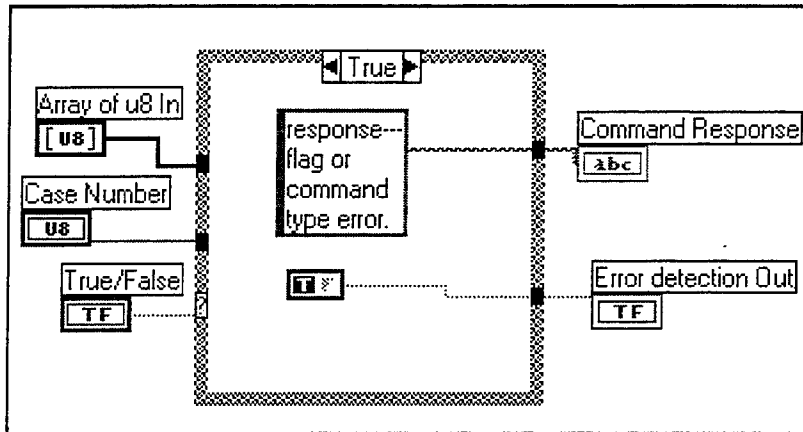 True
Array of u8 In
[U8]
response---
flag or
command
type error.
Command Response
abc
Case Number
U8
True/False
TF
?
T
Error detection Out
TF